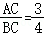 AC/BC = 3/4